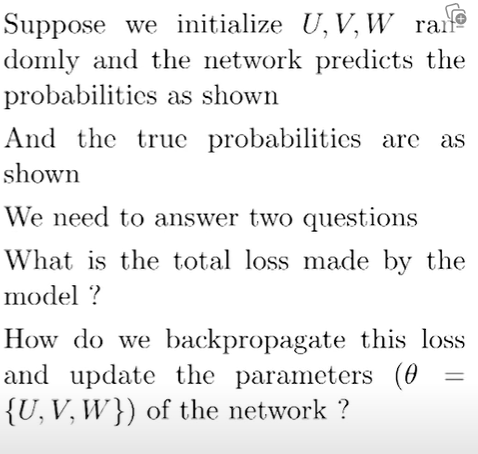 Suppose we initialize U, V, W ran-
domly and the network predicts the
probabilities as shown
And the true probabilities are as
shown
We need to answer two questions
What is the total loss made by the
model ?
How do we backpropagate this loss
and update the parameters (θ =
{U, V, W}) of the network ?